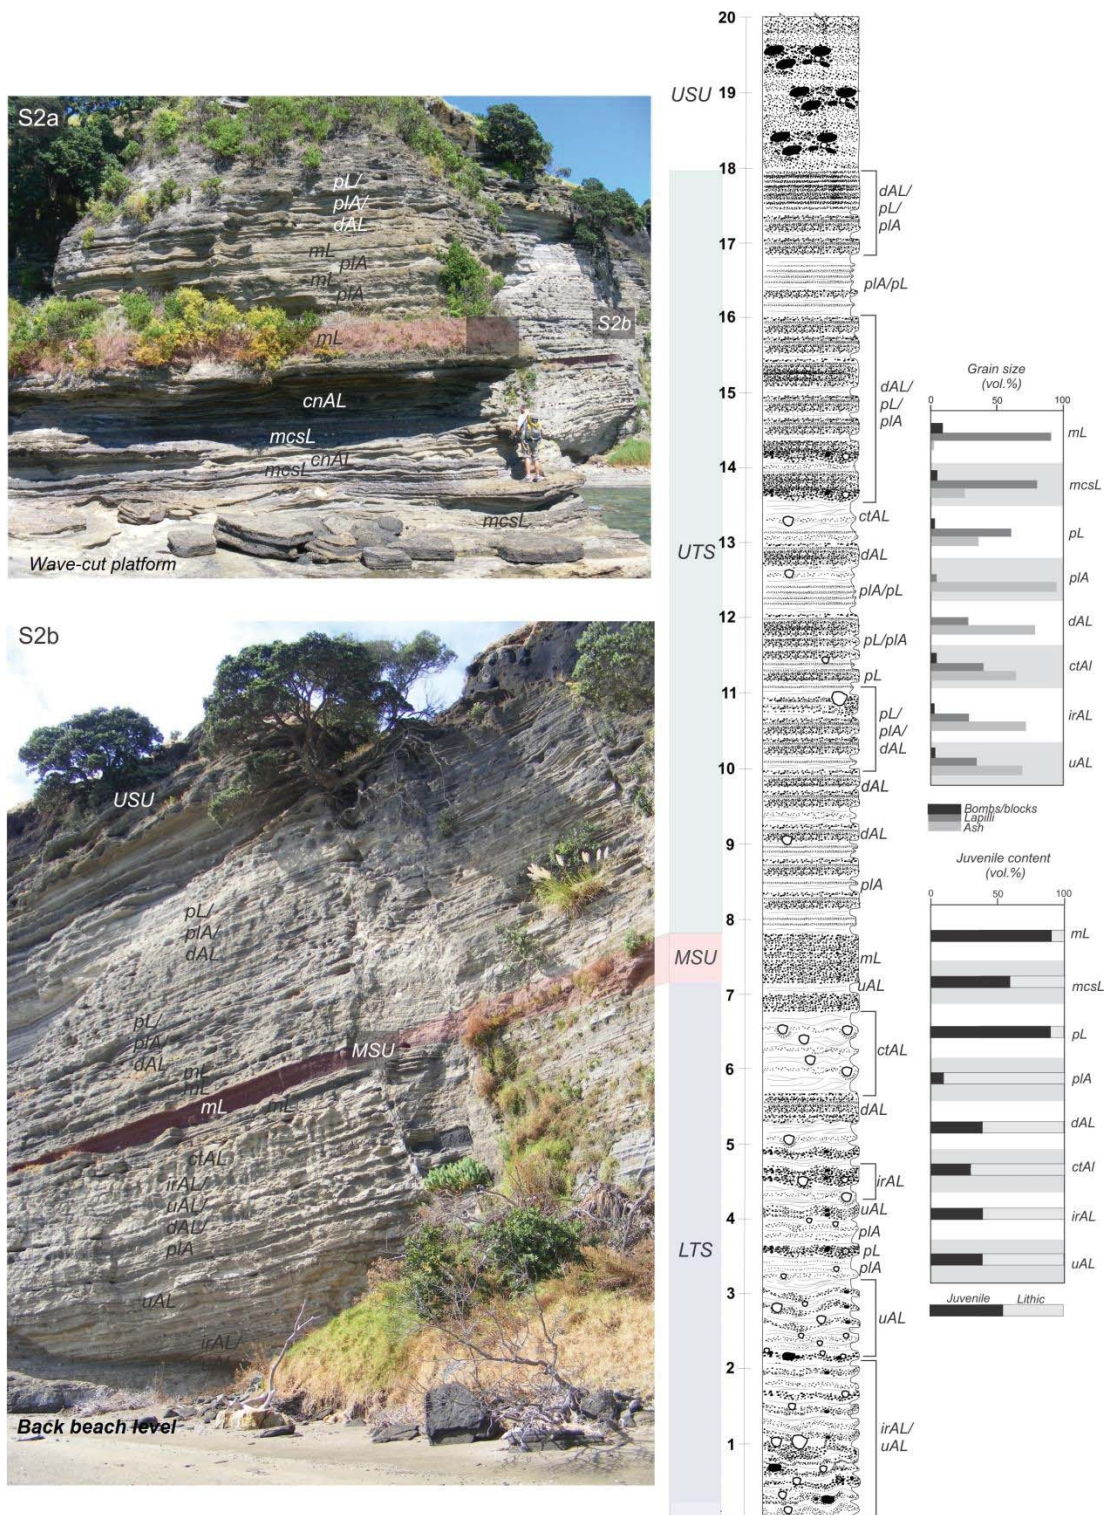 S2a
pL/
plA/
dAL
mL
plA
mL
plA
mL
S2b
cnAL
mcsL
cnAl
mcsL
mcsL
Wave-cut platform
S2b
USU
pL/
plA/
dAL
pL/
plA
dAL
mL
mL
MSU
mL
mL
ctAL
irAL/
uAL/
dAL/
plA
uAL
irAL/
Back beach level
USU
UTS
MSU
LTS
20
19
18
17
16
15
14
13
12
11
10
9
8
7
6
5
4
3
2
1
dAL/
pL/
plA
plA/pL
dAL/
pL/
plA
ctAL
dAL
plA/pL
pL/plA
pL
pL/
plA/
dAL
dAL
dAL
plA
mL
uAL
ctAL
dAL
irAL
uAL
plA
pL
plA
uAL
irAL/
uAL
Grain size
(vol.%)
0 50 100
mL
mcsL
pL
plA
dAL
ctAl
irAL
uAL
Bombs/blocks
Lapilli
Ash
Juvenile content
(vol.%)
0 50 100
mL
mcsL
pL
plA
dAL
ctAl
irAL
uAL
Juvenile Lithic